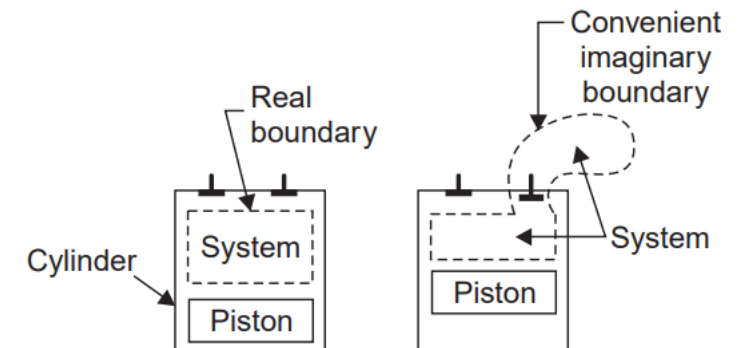 Convenient
imaginary
boundary
Real
boundary
System
Cylinder
Piston
System
Piston